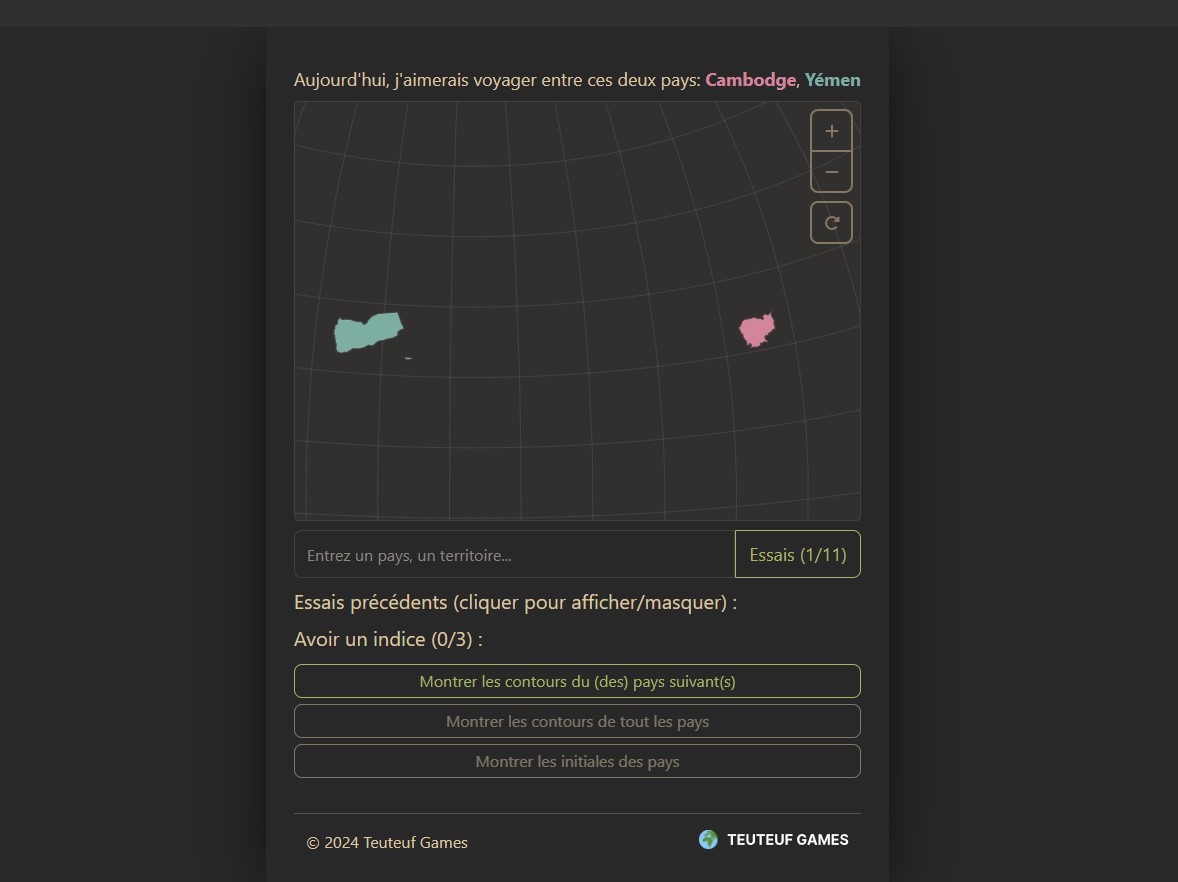 Aujourd'hui, j'aimerais voyager entre ces deux pays: Cambodge, Yémen
+
−
Entrez un pays, un territoire...
Essais (1/11)
Essais précédents (cliquer pour afficher/masquer) :
Avoir un indice (0/3) :
Montrer les contours du (des) pays suivant(s)
Montrer les contours de tout les pays
Montrer les initiales des pays
© 2024 Teuteuf Games
TEUTEUF GAMES